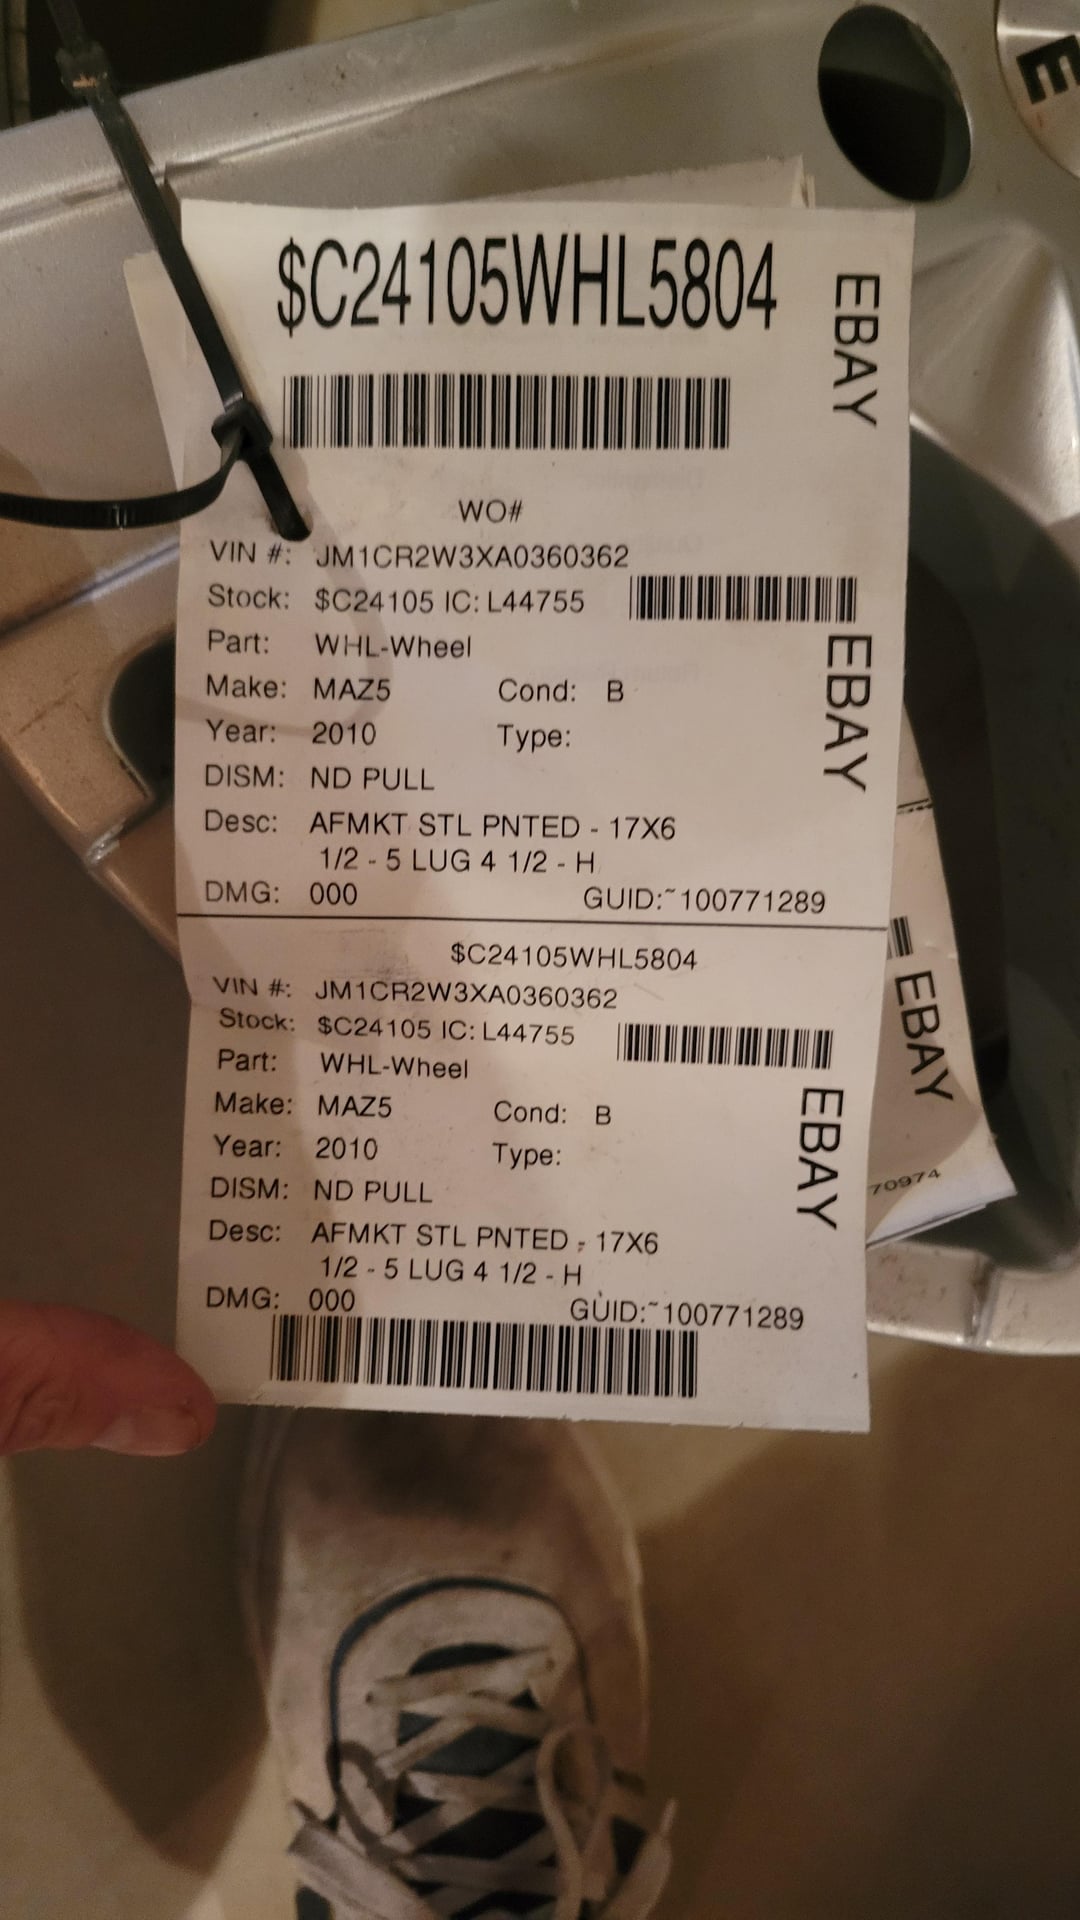 $C24105WHL5804
EBAY
WO#
VIN #: JM1CR2W3XA0360362
Stock: $C24105 IC: L44755
Part: WHL-Wheel
Make: MAZ5 Cond: B
Year: 2010 Type:
EBAY
DISM: ND PULL
Desc: AFMKT STL PNTED - 17X6
1/2 - 5 LUG 4 1/2 - H
DMG: 000 GUID:~100771289
$C24105WHL5804
VIN #: JM1CR2W3XA0360362
Stock: $C24105 IC: L44755
Part: WHL-Wheel
Make: MAZ5 Cond: B
Year: 2010 Type:
EBAY
DISM: ND PULL
Desc: AFMKT STL PNTED - 17X6
1/2 - 5 LUG 4 1/2 - H
DMG: 000 GUID:~100771289
EBAY
70974